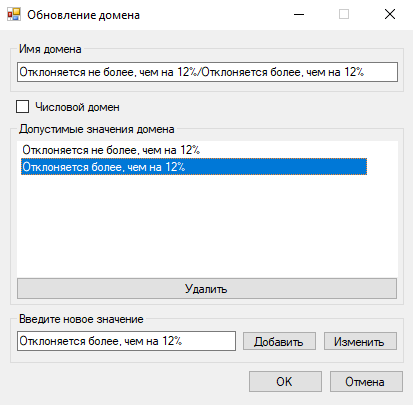 Обновление домена
Имя домена
Отклоняется не более, чем на 12%/Отклоняется более, чем на 12%
Числовой домен
Допустимые значения домена
Отклоняется не более, чем на 12%
Отклоняется более, чем на 12%
Удалить
Введите новое значение
Отклоняется более, чем на 12%
Добавить
Изменить
OK
Отмена